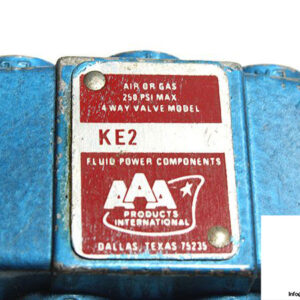 AIR OR GAS
250 PSI MAX
4 WAY VALVE MODEL
KE2
FLUID POWER COMPONENTS
AAA
PRODUCTS
INTERNATIONAL
DALLAS, TEXAS 75235